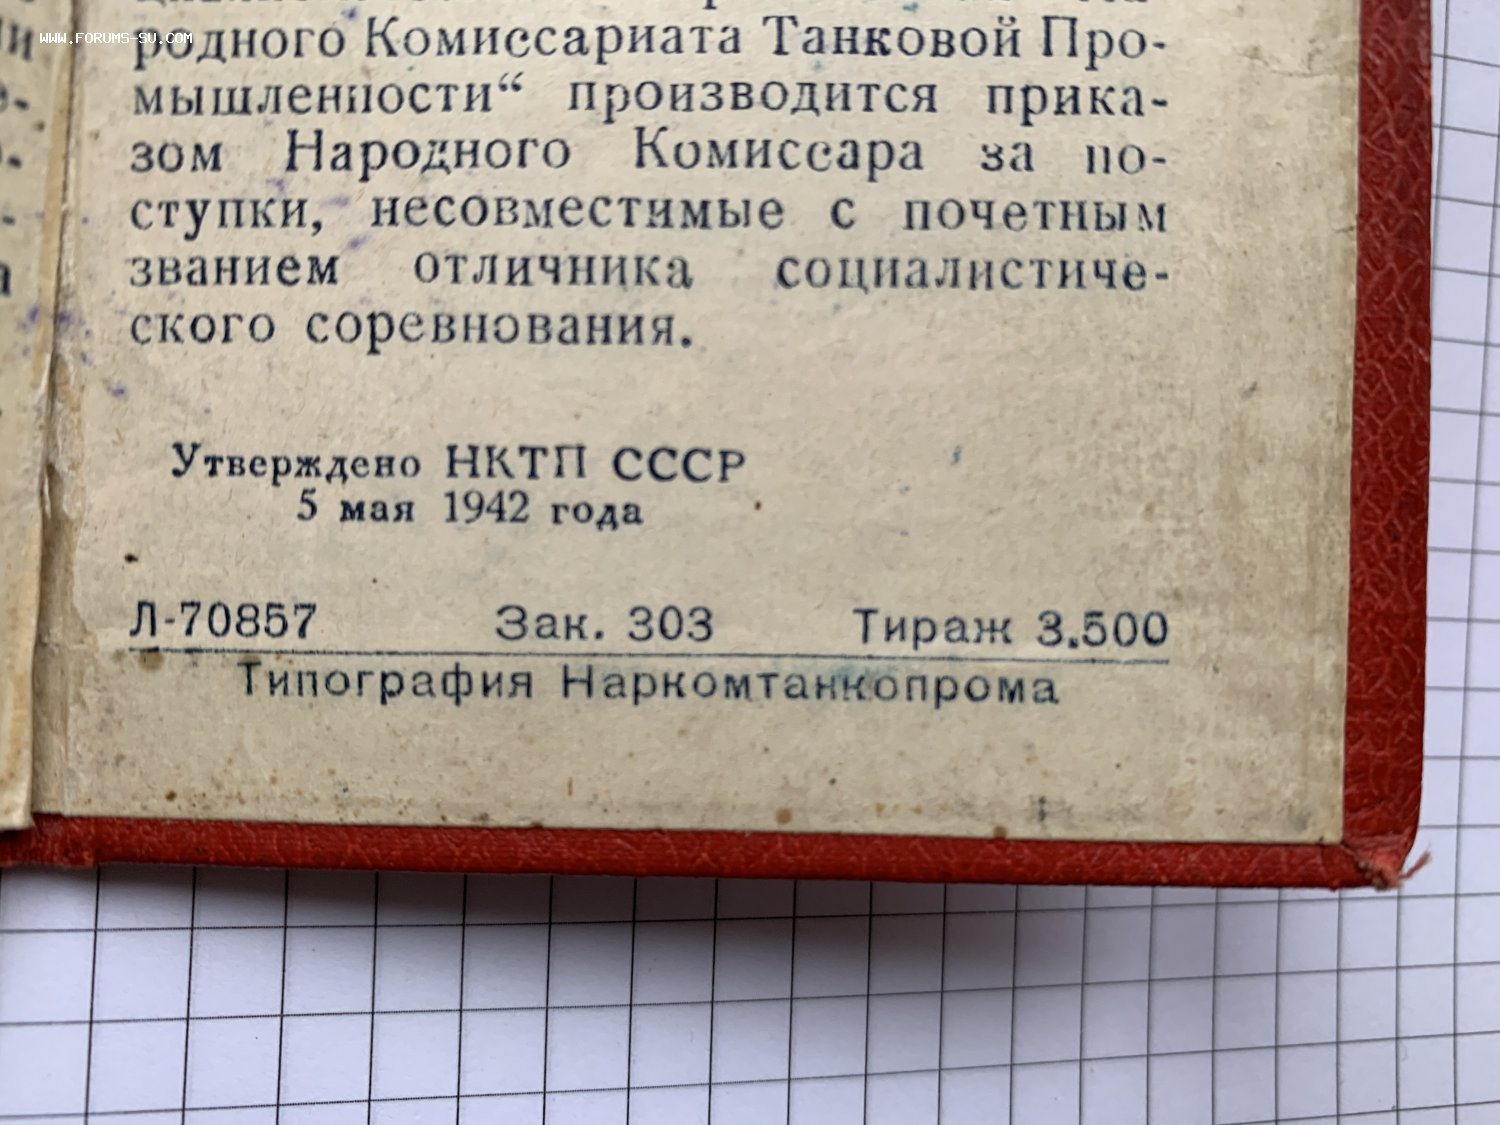 www.forums-su.com
родного Комиссариата Танковой Про-
мышленности“ производится прика-
зом Народного Комиссара за по-
ступки, несовместимые с почетным
званием отличника социалистиче-
ского соревнования.
Утверждено НКТП СССР
5 мая 1942 года
Л-70857 Зак. 303 Тираж 3.500
Типография Наркомтанкопрома